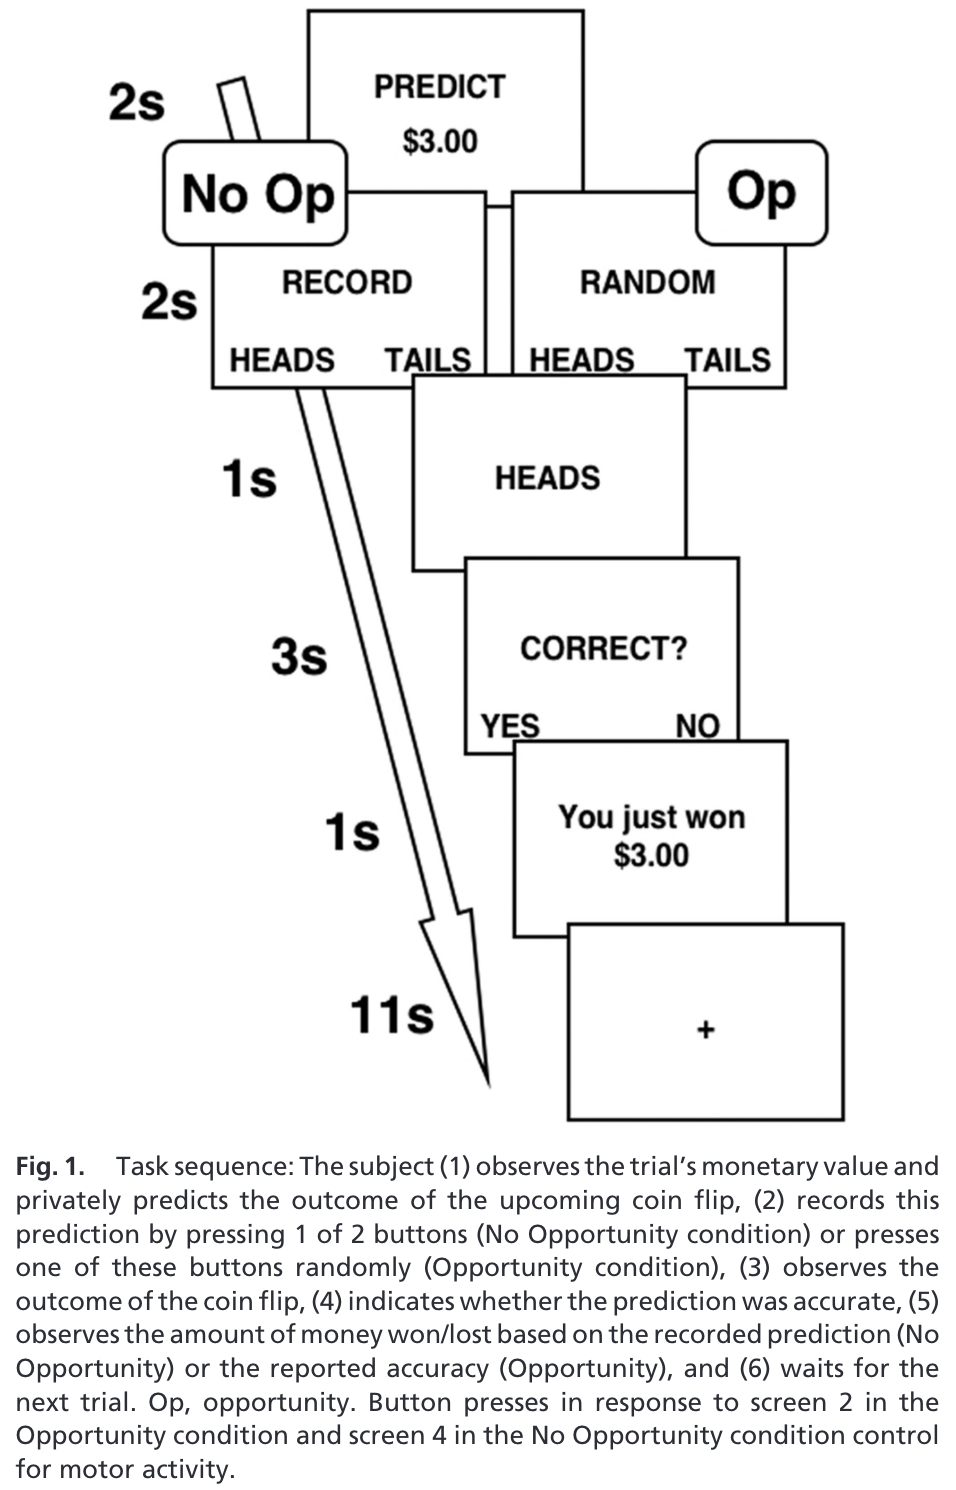 2s
PREDICT
$3.00
No Op
Op
2s
RECORD
HEADS TAILS
RANDOM
HEADS TAILS
1s
HEADS
3s
CORRECT?
YES NO
1s
You just won
$3.00
11s
+
Fig. 1. Task sequence: The subject (1) observes the trial's monetary value and
privately predicts the outcome of the upcoming coin flip, (2) records this
prediction by pressing 1 of 2 buttons (No Opportunity condition) or presses
one of these buttons randomly (Opportunity condition), (3) observes the
outcome of the coin flip, (4) indicates whether the prediction was accurate, (5)
observes the amount of money won/lost based on the recorded prediction (No
Opportunity) or the reported accuracy (Opportunity), and (6) waits for the
next trial. Op, opportunity. Button presses in response to screen 2 in the
Opportunity condition and screen 4 in the No Opportunity condition control
for motor activity.